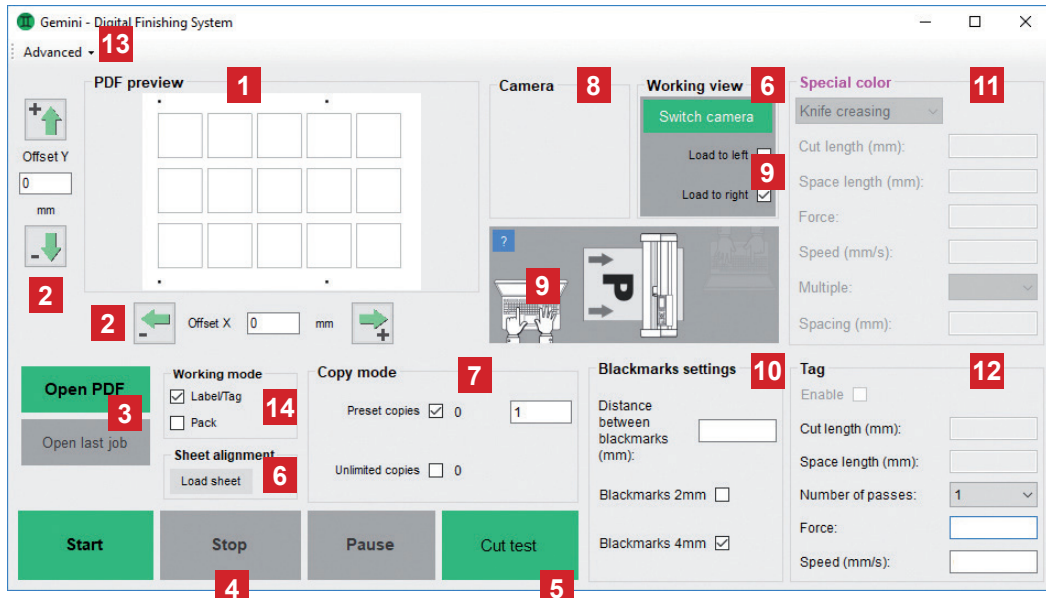 Gemini - Digital Finishing System
Advanced
13
PDF preview
1
Camera
8
Working view
6
Special color
11
Switch camera
Load to left
Load to right
9
Knife creasing
Cut length (mm):
Space length (mm):
Force:
Speed (mm/s):
Multiple:
Spacing (mm):
+
Offset Y
0
mm
-
2
2
-
Offset X
0
mm
+
?
9
P
Open PDF
3
Open last job
Working mode
Label/Tag
Pack
14
Sheet alignment
Load sheet
6
Copy mode
7
Preset copies
0
1
Unlimited copies
0
Blackmarks settings
10
Distance
between
blackmarks
(mm):
Blackmarks 2mm
Blackmarks 4mm
Tag
12
Enable
Cut length (mm):
Space length (mm):
Number of passes:
1
Force:
Speed (mm/s):
Start
Stop
Pause
Cut test
4
5